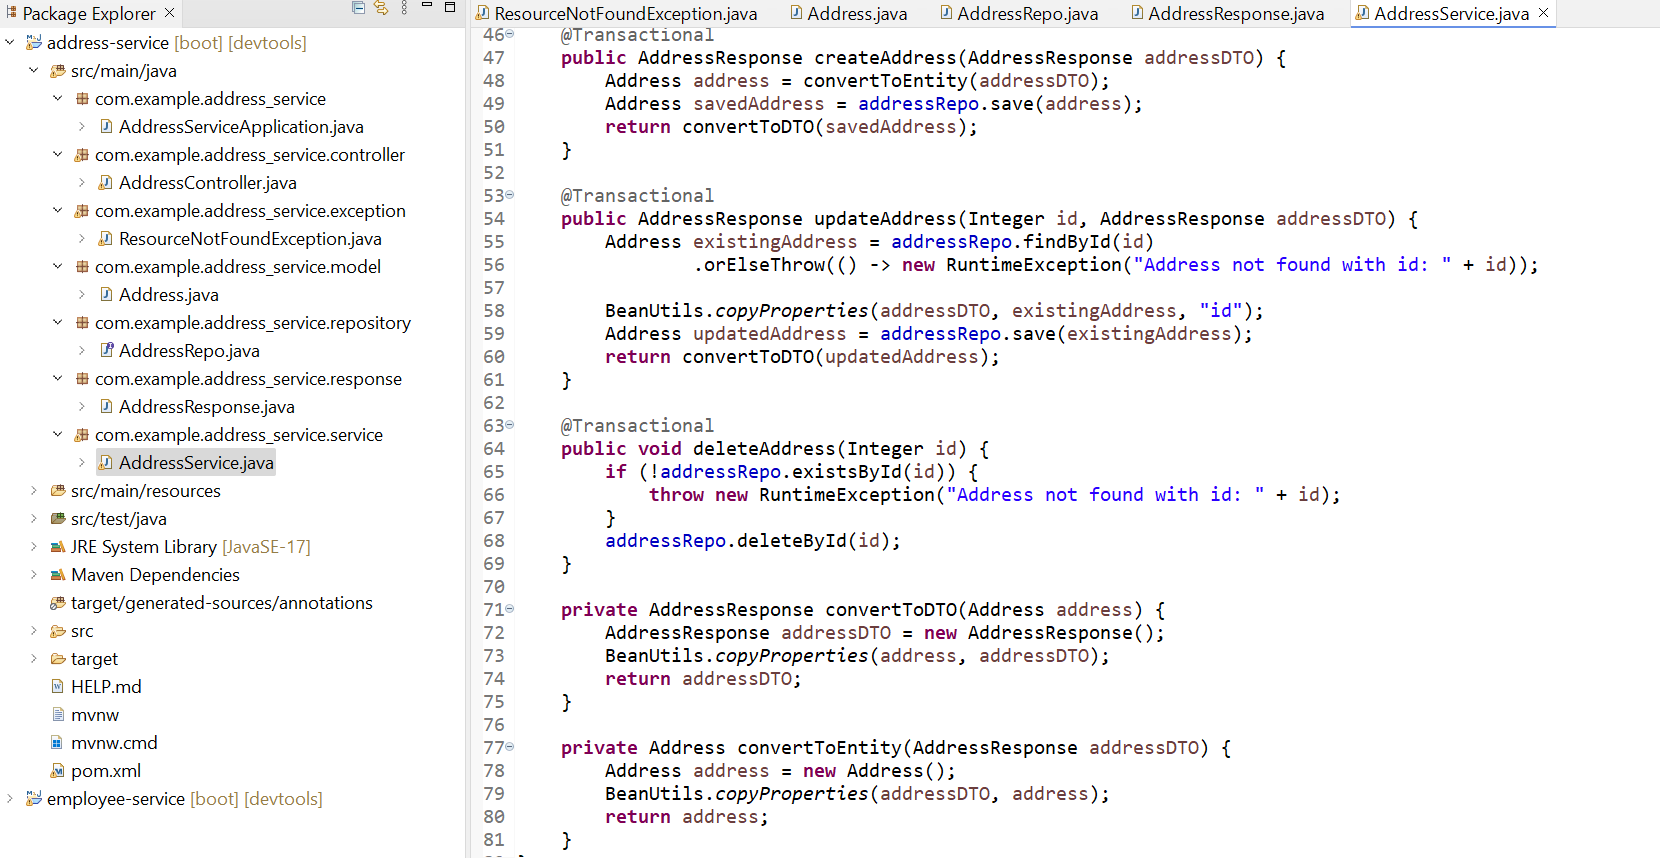 Package Explorer
address-service [boot] [devtools]
src/main/java
com.example.address_service
AddressServiceApplication.java
com.example.address_service.controller
AddressController.java
com.example.address_service.exception
ResourceNotFoundException.java
com.example.address_service.model
Address.java
com.example.address_service.repository
AddressRepo.java
com.example.address_service.response
AddressResponse.java
com.example.address_service.service
AddressService.java
src/main/resources
src/test/java
JRE System Library [JavaSE-17]
Maven Dependencies
target/generated-sources/annotations
src
target
HELP.md
mvnw
mvnw.cmd
pom.xml
employee-service [boot] [devtools]
ResourceNotFoundException.java Address.java AddressRepo.java AddressResponse.java AddressService.java
46 @Transactional
47 public AddressResponse createAddress(AddressResponse addressDTO) {
48 Address address = convertToEntity(addressDTO);
49 Address savedAddress = addressRepo.save(address);
50 return convertToDTO(savedAddress);
51 }
52
53 @Transactional
54 public AddressResponse updateAddress(Integer id, AddressResponse addressDTO) {
55 Address existingAddress = addressRepo.findById(id)
56 .orElseThrow(() -> new RuntimeException("Address not found with id: " + id));
57
58 BeanUtils.copyProperties(addressDTO, existingAddress, "id");
59 Address updatedAddress = addressRepo.save(existingAddress);
60 return convertToDTO(updatedAddress);
61 }
62
63 @Transactional
64 public void deleteAddress(Integer id) {
65 if (!addressRepo.existsById(id)) {
66 throw new RuntimeException("Address not found with id: " + id);
67 }
68 addressRepo.deleteById(id);
69 }
70
71 private AddressResponse convertToDTO(Address address) {
72 AddressResponse addressDTO = new AddressResponse();
73 BeanUtils.copyProperties(address, addressDTO);
74 return addressDTO;
75 }
76
77 private Address convertToEntity(AddressResponse addressDTO) {
78 Address address = new Address();
79 BeanUtils.copyProperties(addressDTO, address);
80 return address;
81 }